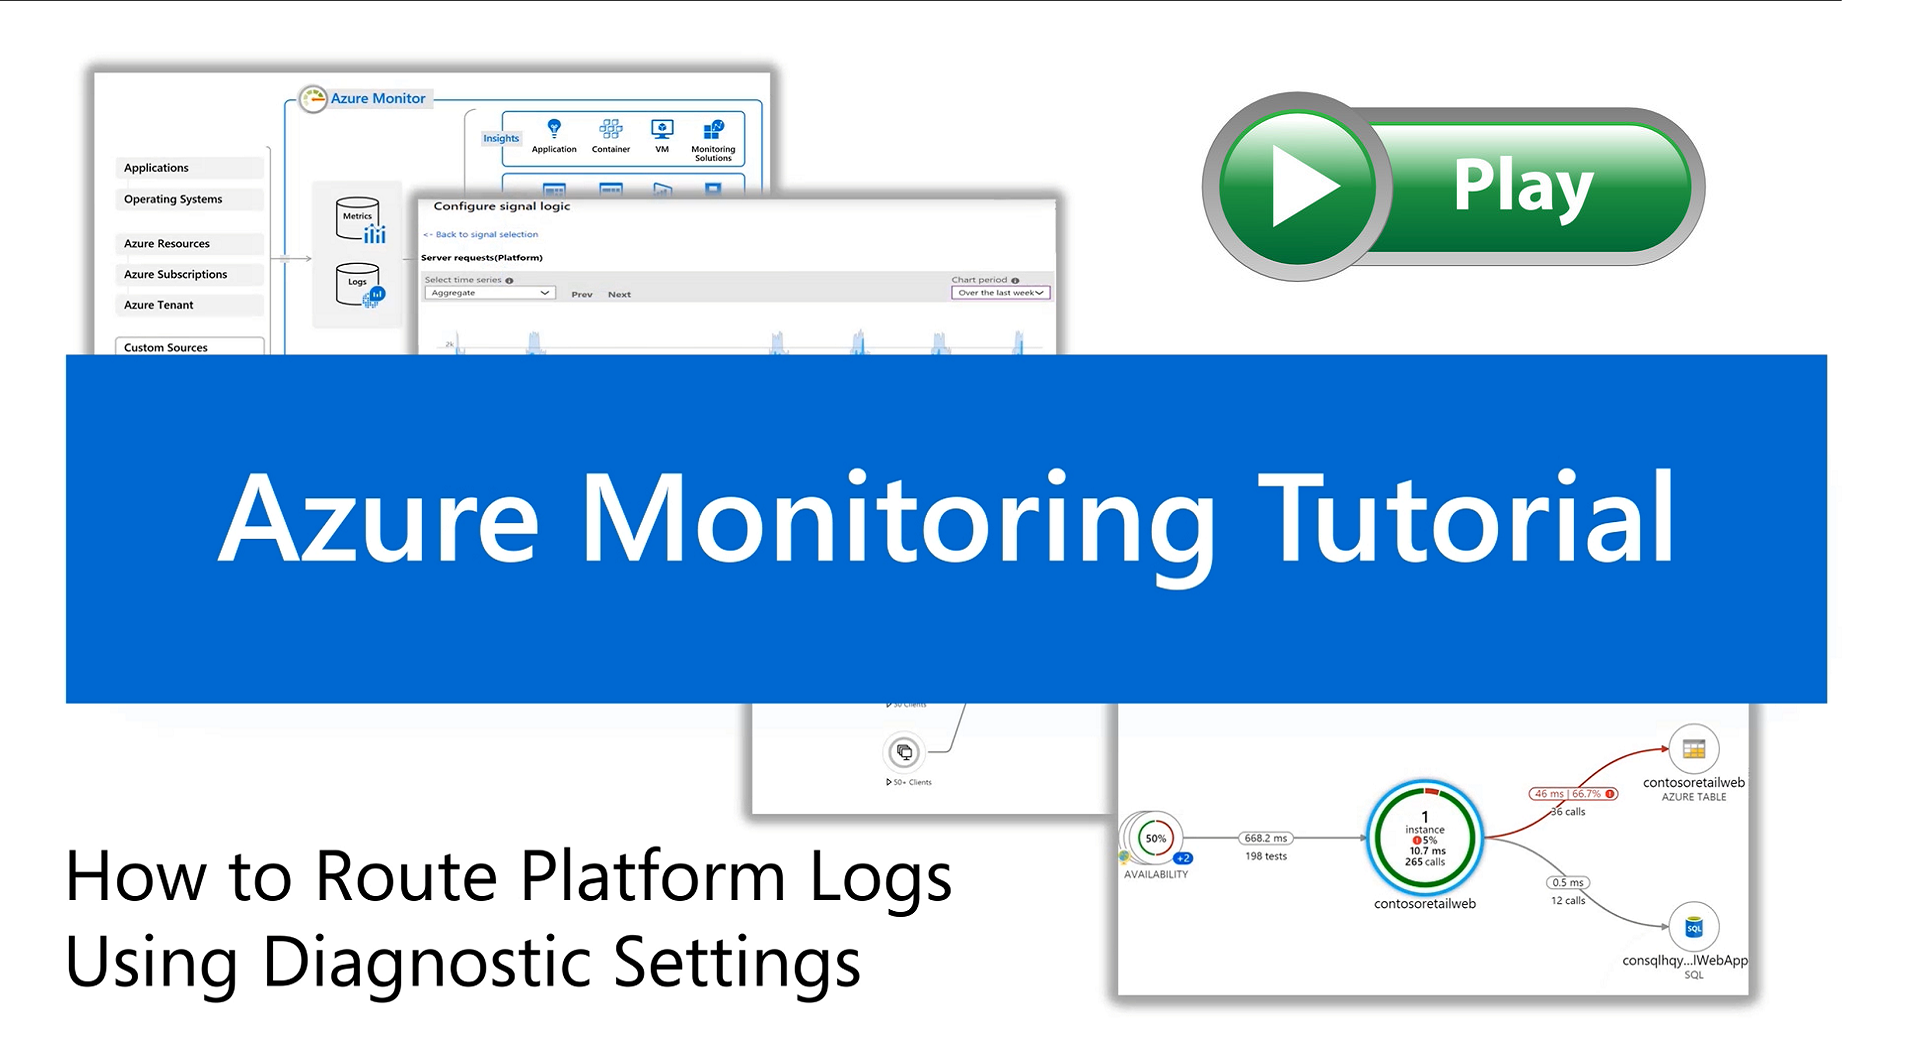 Azure Monitor
Insights
Application
Container
VM
Monitoring
Solutions
Applications
Operating Systems
Azure Resources
Azure Subscriptions
Azure Tenant
Custom Sources
Metrics
Logs
Configure signal logic
<- Back to signal selection
Server requests(Platform)
Select time series
Chart period
Aggregate
Prev
Next
Over the last week
2k
Play
Azure Monitoring Tutorial
50 Clients
50+ Clients
50%
+2
AVAILABILITY
668.2 ms
198 tests
1
instance
5%
10.7 ms
265 calls
contosoretailweb
46 ms | 66.7%
36 calls
contosoretailweb
AZURE TABLE
0.5 ms
12 calls
SQL
consqlhqy...lWebApp
SQL
How to Route Platform Logs
Using Diagnostic Settings